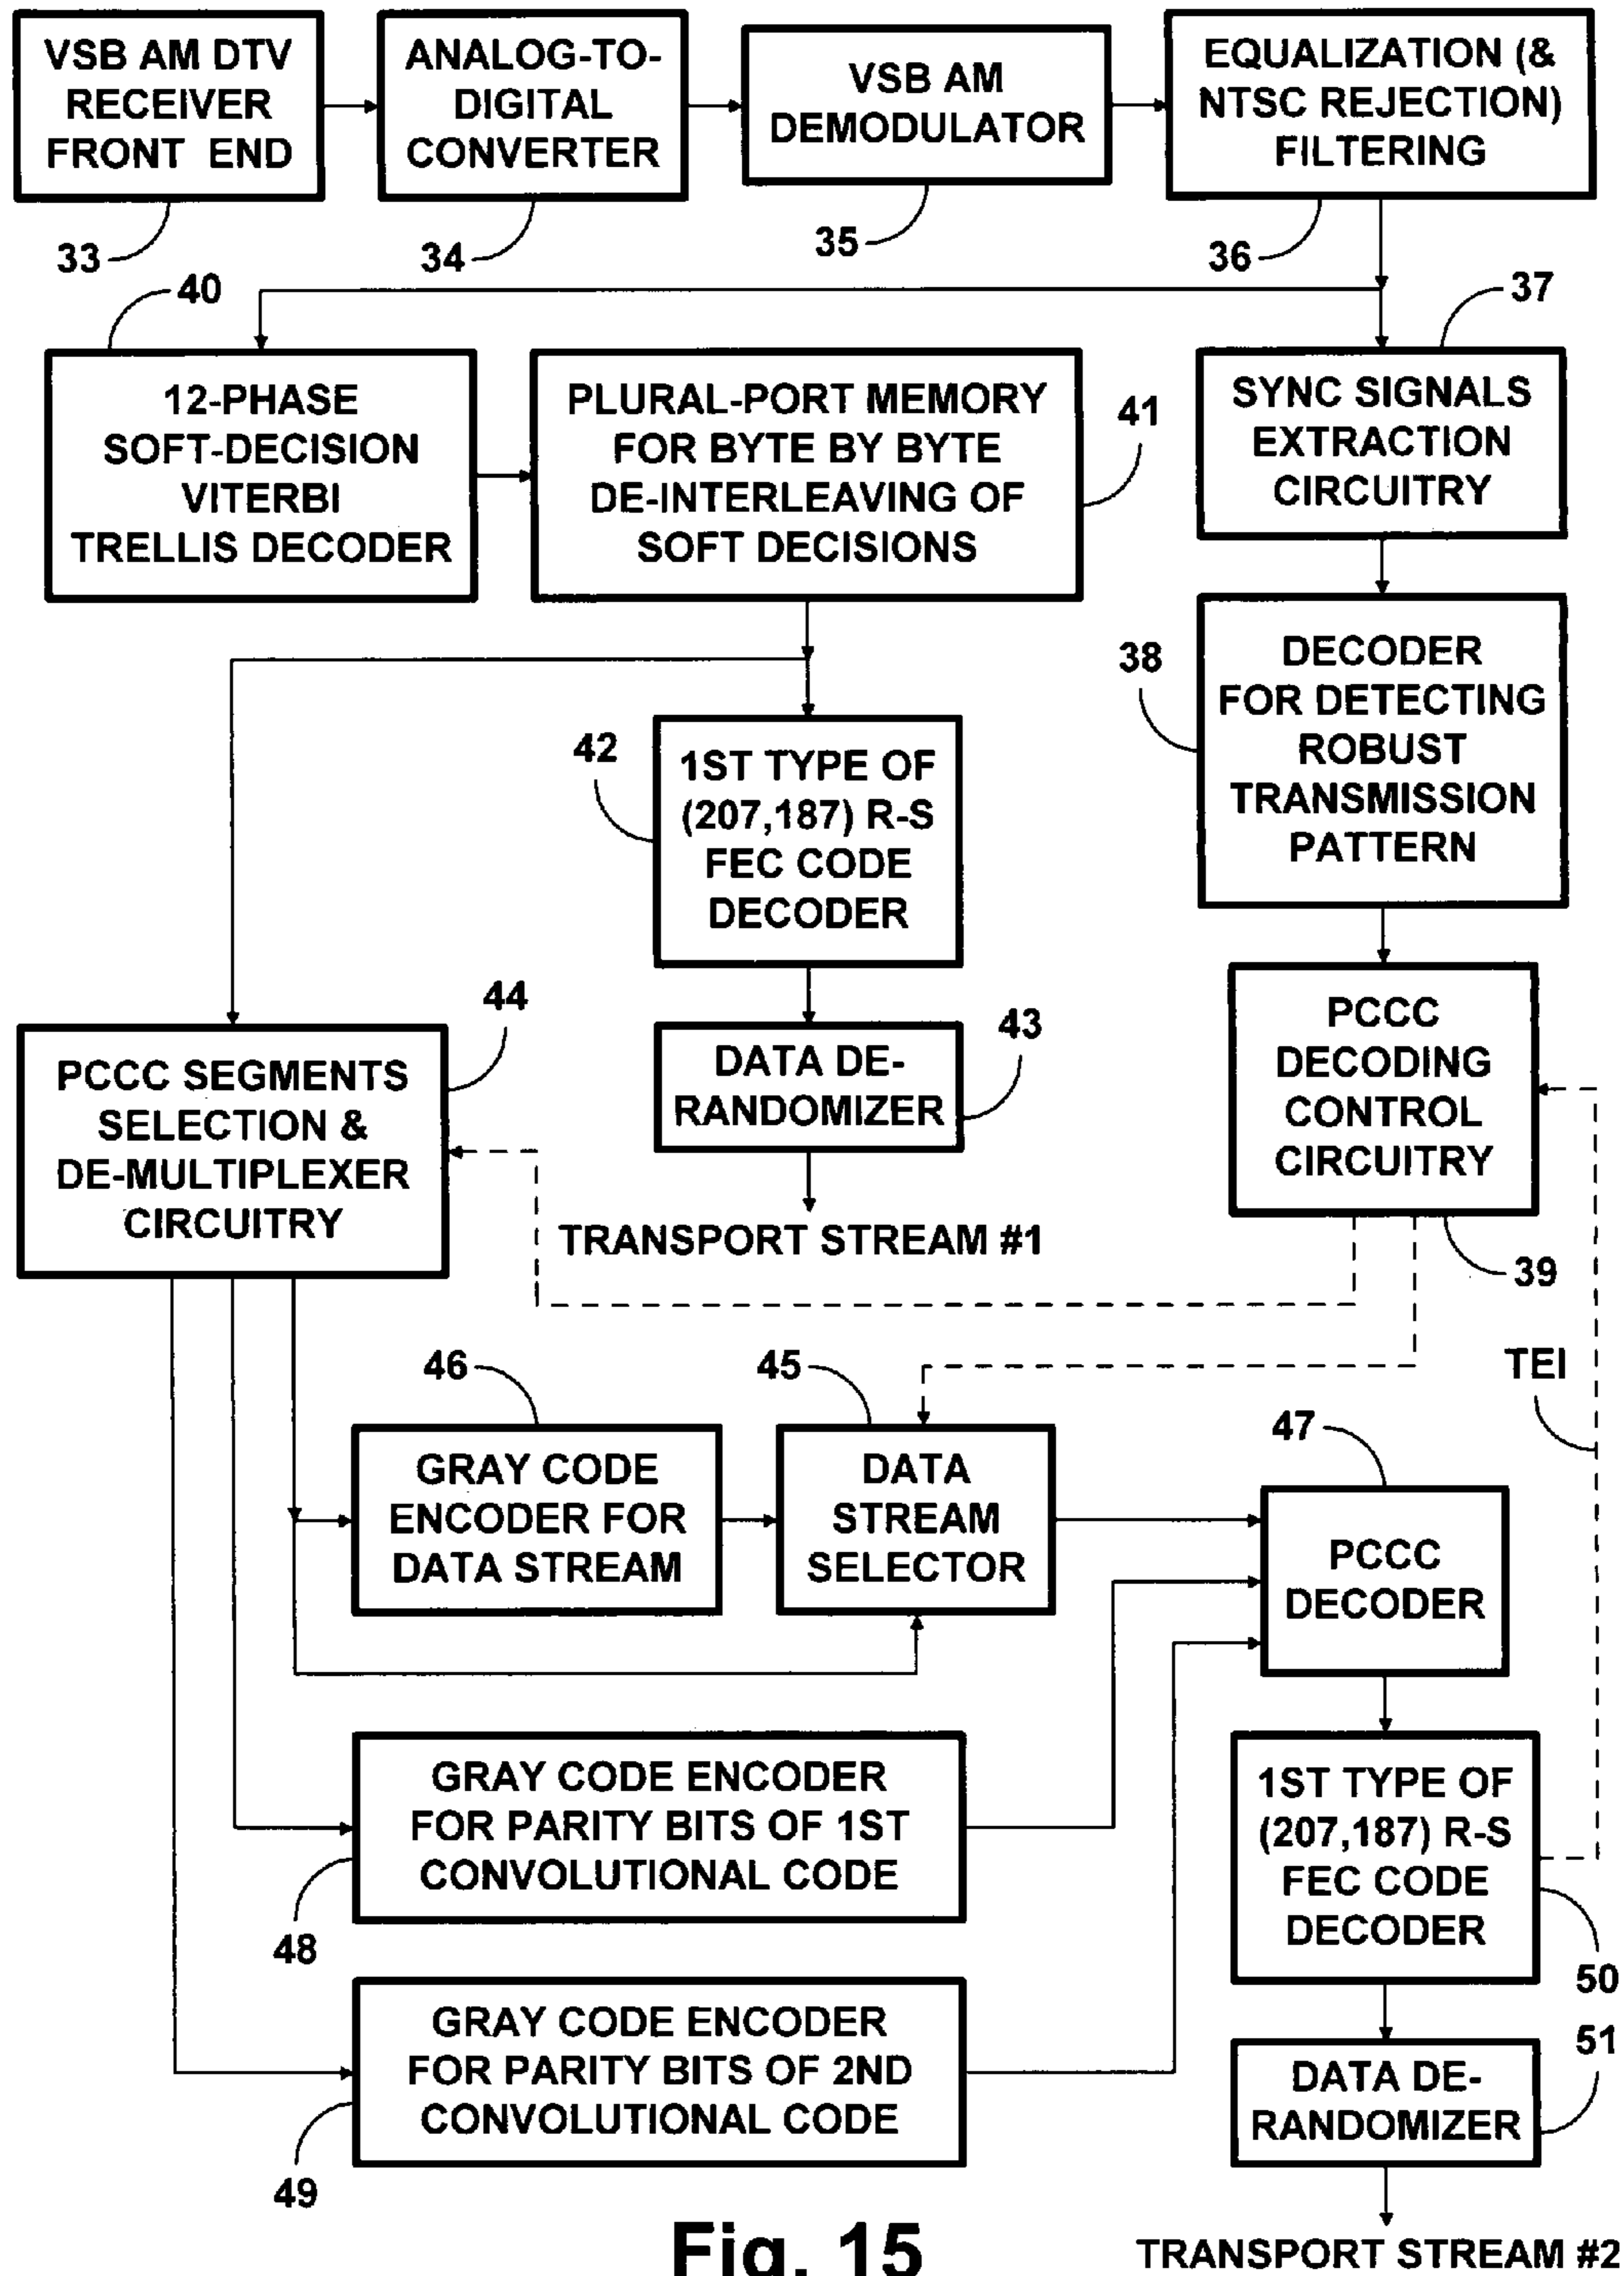 VSB AM DTV
RECEIVER
FRONT END
33
ANALOG-TO-
DIGITAL
CONVERTER
34
VSB AM
DEMODULATOR
35
EQUALIZATION (&
NTSC REJECTION)
FILTERING
36
40
12-PHASE
SOFT-DECISION
VITERBI
TRELLIS DECODER
PLURAL-PORT MEMORY
FOR BYTE BY BYTE
DE-INTERLEAVING OF
SOFT DECISIONS
41
37
SYNC SIGNALS
EXTRACTION
CIRCUITRY
38
DECODER
FOR DETECTING
ROBUST
TRANSMISSION
PATTERN
42
1ST TYPE OF
(207,187) R-S
FEC CODE
DECODER
43
DATA DE-
RANDOMIZER
TRANSPORT STREAM #1
44
PCCC SEGMENTS
SELECTION &
DE-MULTIPLEXER
CIRCUITRY
PCCC
DECODING
CONTROL
CIRCUITRY
39
TEI
46
GRAY CODE
ENCODER FOR
DATA STREAM
45
DATA
STREAM
SELECTOR
47
PCCC
DECODER
GRAY CODE ENCODER
FOR PARITY BITS OF 1ST
CONVOLUTIONAL CODE
48
1ST TYPE OF
(207,187) R-S
FEC CODE
DECODER
50
GRAY CODE ENCODER
FOR PARITY BITS OF 2ND
CONVOLUTIONAL CODE
49
51
DATA DE-
RANDOMIZER
TRANSPORT STREAM #2
Fig. 15